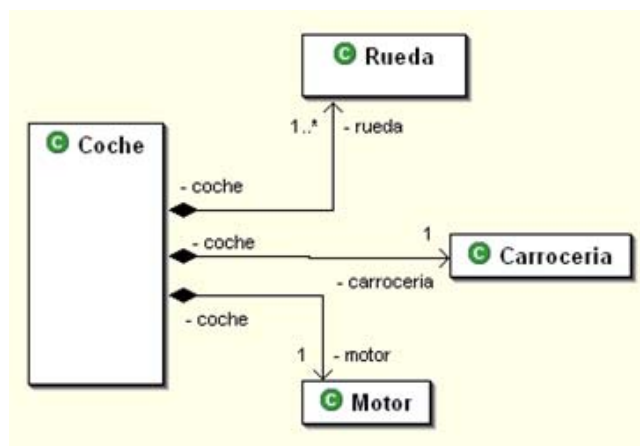 C Rueda
1..* - rueda
C Coche
- coche
- coche
1
C Carroceria
- carroceria
- coche
1 - motor
C Motor